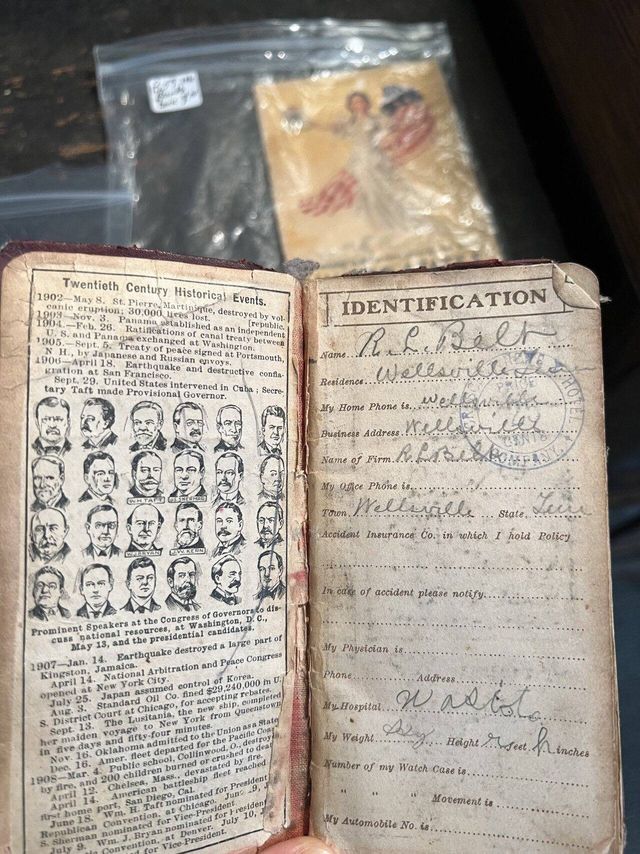 Twentieth Century Historical Events.
1902—May 8. St. Pierre, Martinique, destroyed by vol-
canic eruption; 30,000 lives lost. [republic.
1903—Nov. 3. Panama established as an independent
1904.—Feb. 26. Ratifications of canal treaty between
U. S. and Panama exchanged at Washington.
1905.—Sept. 5. Treaty of peace signed at Portsmouth,
N H., by Japanese and Russian envoys.
1906—April 18. Earthquake and destructive confla-
gration at San Francisco.
Sept. 29. United States intervened in Cuba; Secre-
tary Taft made Provisional Governor.
W.H. TAFT J.S. SHERMAN
W.J. BRYAN J.W. KERN
Prominent Speakers at the Congress of Governors to dis-
cuss national resources, at Washington, D. C.,
May 13, and the presidential candidates.
1907—Jan. 14. Earthquake destroyed a large part of
Kingston, Jamaica.
April 14. National Arbitration and Peace Congress
opened at New York City.
July 25. Japan assumed control of Korea.
Aug. 3. Standard Oil Co. fined $29,240,000 in U.
S. District Court at Chicago, for accepting rebates.
Sept. 13. The Lusitania, the new ship, completed
her maiden voyage to New York from Queenstown
in five days and fifty-four minutes.
Nov. 16. Oklahoma admitted to the Union as a State
Dec. 16. Amer. fleet departed for the Pacific Coast
1908—Mar. 4. Public school, Collinwood, O., destroy
by fire, and 200 children burned or crushed to deat
April 12. Chelsea, Mass., devastated by fire.
April 14. American battleship fleet reached
first home port, San Diego, Cal.
June 18. Wm. H. Taft nominated for President
Republican Convention, at Chicago. June 9,
S. Sherman nominated for Vice-President.
July 9. Wm. J. Bryan nominated for President
Convention, at Denver. July 10,
for Vice-President.
IDENTIFICATION
Name R. L. Belt
Residence Wellsville
My Home Phone is Wellsville
Business Address Wellsville
Name of Firm R L Belt
My Office Phone is
Town Wellsville State
Accident Insurance Co. in which I hold Policy
In case of accident please notify
My Physician is
Phone Address
My Hospital
My Weight Height feet inches
Number of my Watch Case is
" " " Movement is
My Automobile No. is
HOTEL
COMPANY